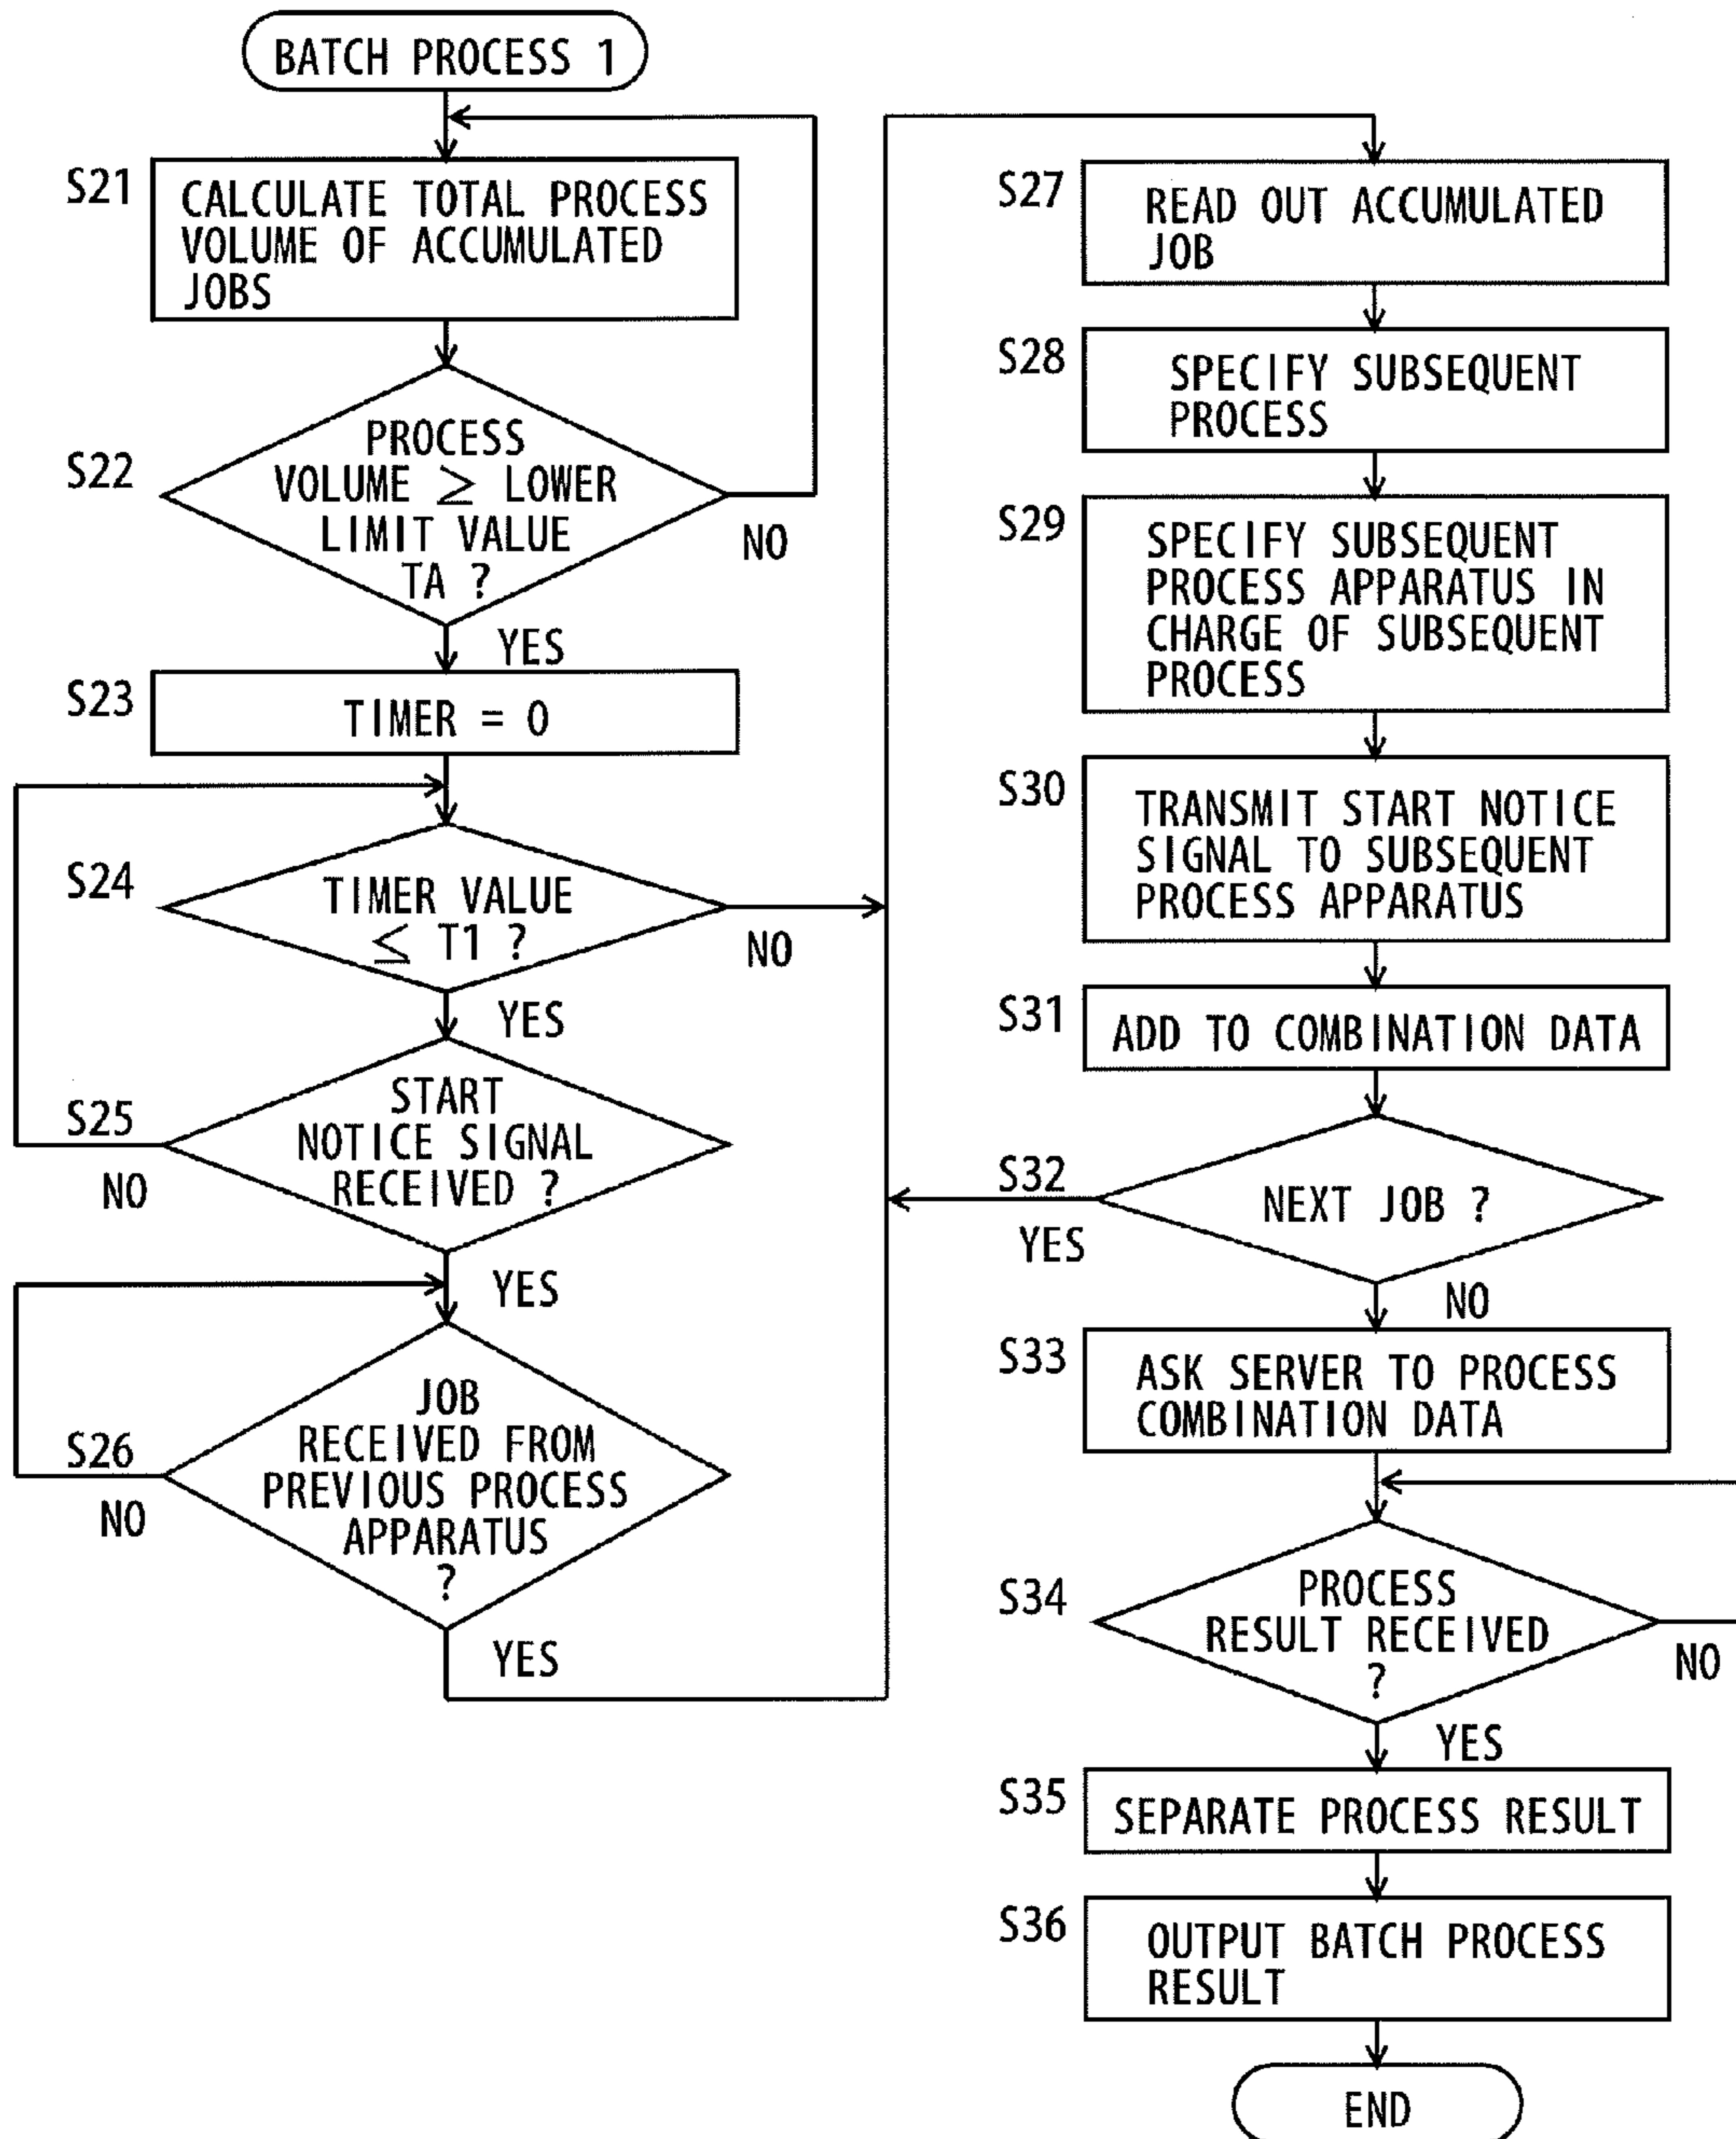 BATCH PROCESS 1
S21
CALCULATE TOTAL PROCESS
VOLUME OF ACCUMULATED
JOBS
S22
PROCESS
VOLUME ≥ LOWER
LIMIT VALUE
TA ?
NO
YES
S23
TIMER = 0
S24
TIMER VALUE
≤ T1 ?
NO
YES
S25
START
NOTICE SIGNAL
RECEIVED ?
NO
YES
S26
JOB
RECEIVED FROM
PREVIOUS PROCESS
APPARATUS
?
NO
YES
S27
READ OUT ACCUMULATED
JOB
S28
SPECIFY SUBSEQUENT
PROCESS
S29
SPECIFY SUBSEQUENT
PROCESS APPARATUS IN
CHARGE OF SUBSEQUENT
PROCESS
S30
TRANSMIT START NOTICE
SIGNAL TO SUBSEQUENT
PROCESS APPARATUS
S31
ADD TO COMBINATION DATA
S32
NEXT JOB ?
YES
NO
S33
ASK SERVER TO PROCESS
COMBINATION DATA
S34
PROCESS
RESULT RECEIVED
?
NO
YES
S35
SEPARATE PROCESS RESULT
S36
OUTPUT BATCH PROCESS
RESULT
END